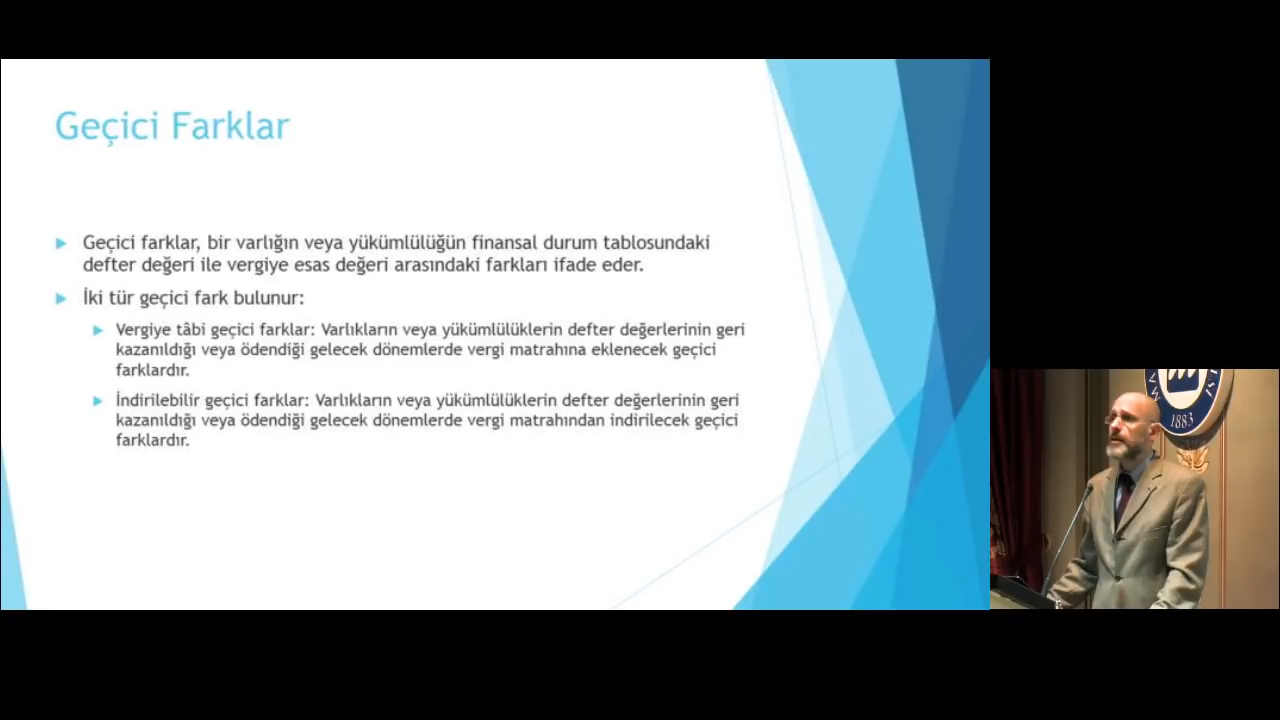 Geçici Farklar
Geçici farklar, bir varlığın veya yükümlülüğün finansal durum tablosundaki
defter değeri ile vergiye esas değeri arasındaki farkları ifade eder.
İki tür geçici fark bulunur:
Vergiye tâbi geçici farklar: Varlıkların veya yükümlülüklerin defter değerlerinin geri
kazanıldığı veya ödendiği gelecek dönemlerde vergi matrahına eklenecek geçici
farklardır.
İndirilebilir geçici farklar: Varlıkların veya yükümlülüklerin defter değerlerinin geri
kazanıldığı veya ödendiği gelecek dönemlerde vergi matrahından indirilecek geçici
farklardır.
1883